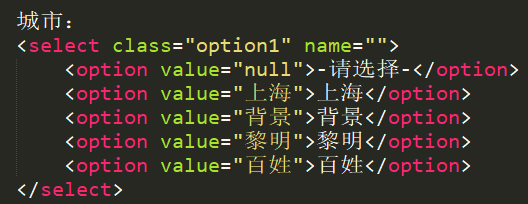 城市：
<select class="option1" name="">
<option value="null">-请选择-</option>
<option value="上海">上海</option>
<option value="背景">背景</option>
<option value="黎明">黎明</option>
<option value="百姓">百姓</option>
</select>